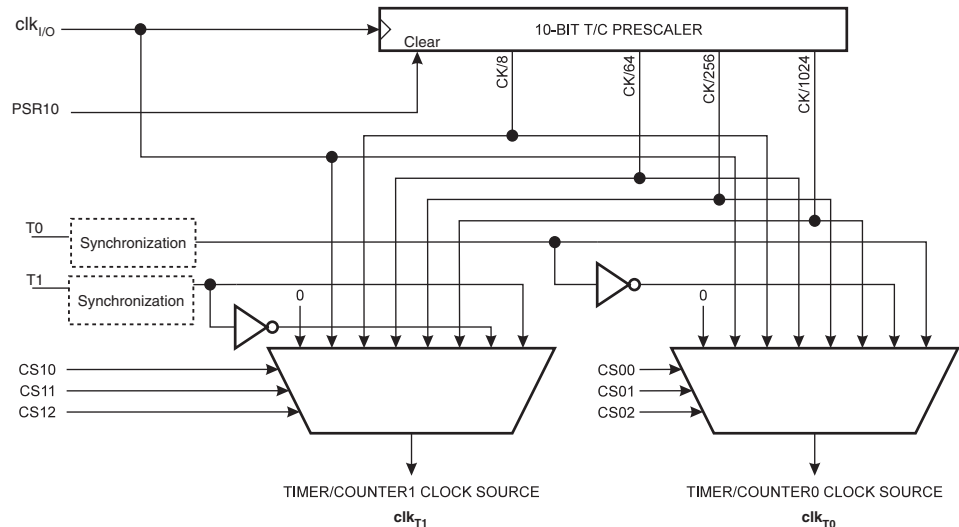 clkI/O
10-BIT T/C PRESCALER
Clear
CK/8
CK/64
CK/256
CK/1024
PSR10
T0
Synchronization
T1
Synchronization
0
0
CS10
CS11
CS12
CS00
CS01
CS02
TIMER/COUNTER1 CLOCK SOURCE
clkT1
TIMER/COUNTER0 CLOCK SOURCE
clkT0